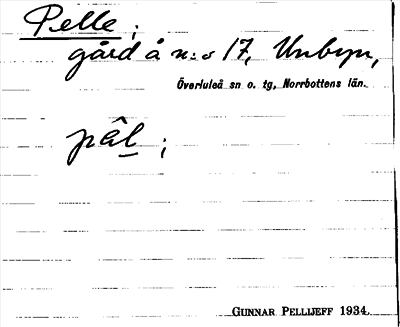 Pelle;
gård å n:o 17, Unbyn,
Överluleå sn o. tg, Norrbottens län.
pâl;
GUNNAR PELLIJEFF 1934.